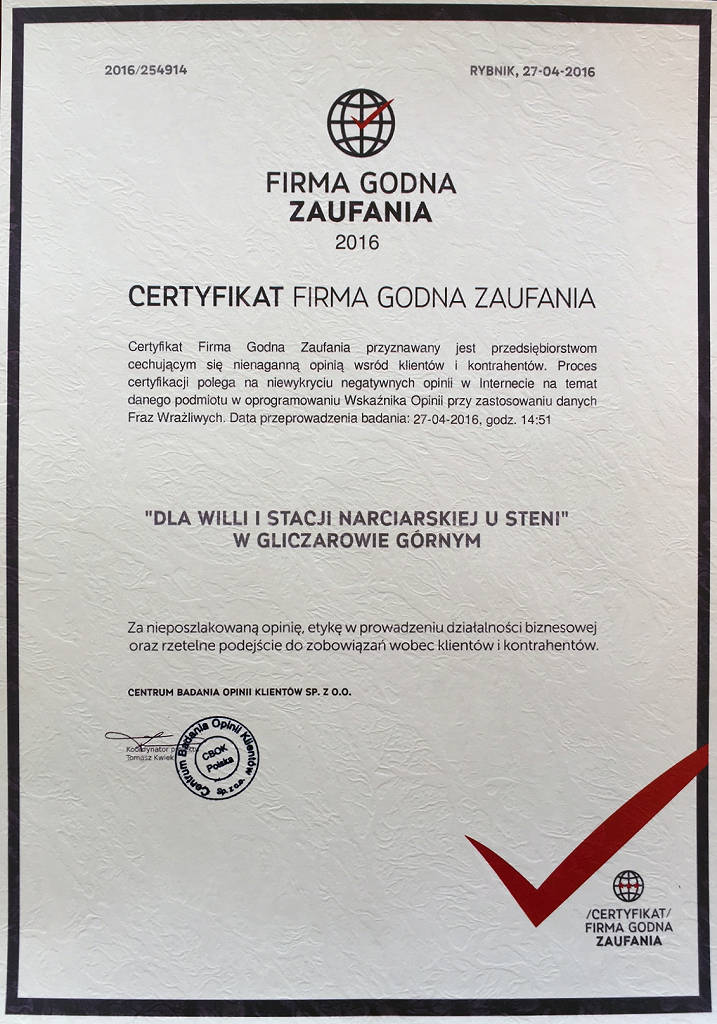 2016/254914
RYBNIK, 27-04-2016
FIRMA GODNA
ZAUFANIA
2016
CERTYFIKAT FIRMA GODNA ZAUFANIA
Certyfikat Firma Godna Zaufania przyznawany jest przedsiębiorstwom
cechującym się nienaganną opinią wsród klientów i kontrahentów. Proces
certyfikacji polega na niewykryciu negatywnych opinii w Internecie na temat
danego podmiotu w oprogramowaniu Wskaźnika Opinii przy zastosowaniu danych
Fraz Wrażliwych. Data przeprowadzenia badania: 27-04-2016, godz. 14:51
"DLA WILLI I STACJI NARCIARSKIEJ U STENI"
W GLICZAROWIE GÓRNYM
Za nieposzlakowaną opinię, etykę w prowadzeniu działalności biznesowej
oraz rzetelne podejście do zobowiązań wobec klientów i kontrahentów.
CENTRUM BADANIA OPINII KLIENTÓW SP. Z O.O.
Koordynator
Tomasz Kwiek
Centrum Badania Opinii Klientów
Sp. z o.o.
CBOK
Polska
/CERTYFIKAT/
FIRMA GODNA
ZAUFANIA